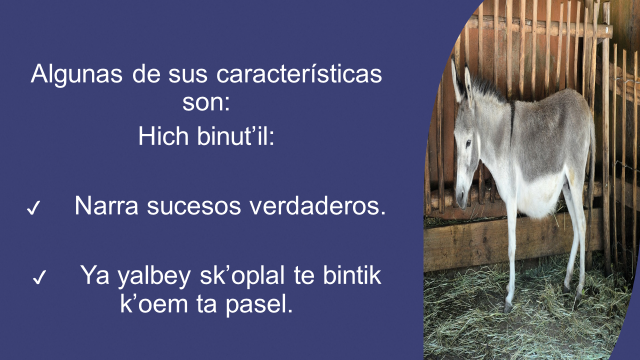 Algunas de sus características
son:
Hich binut’il:
✓ Narra sucesos verdaderos.
✓ Ya yalbey sk’oplal te bintik
k’oem ta pasel.